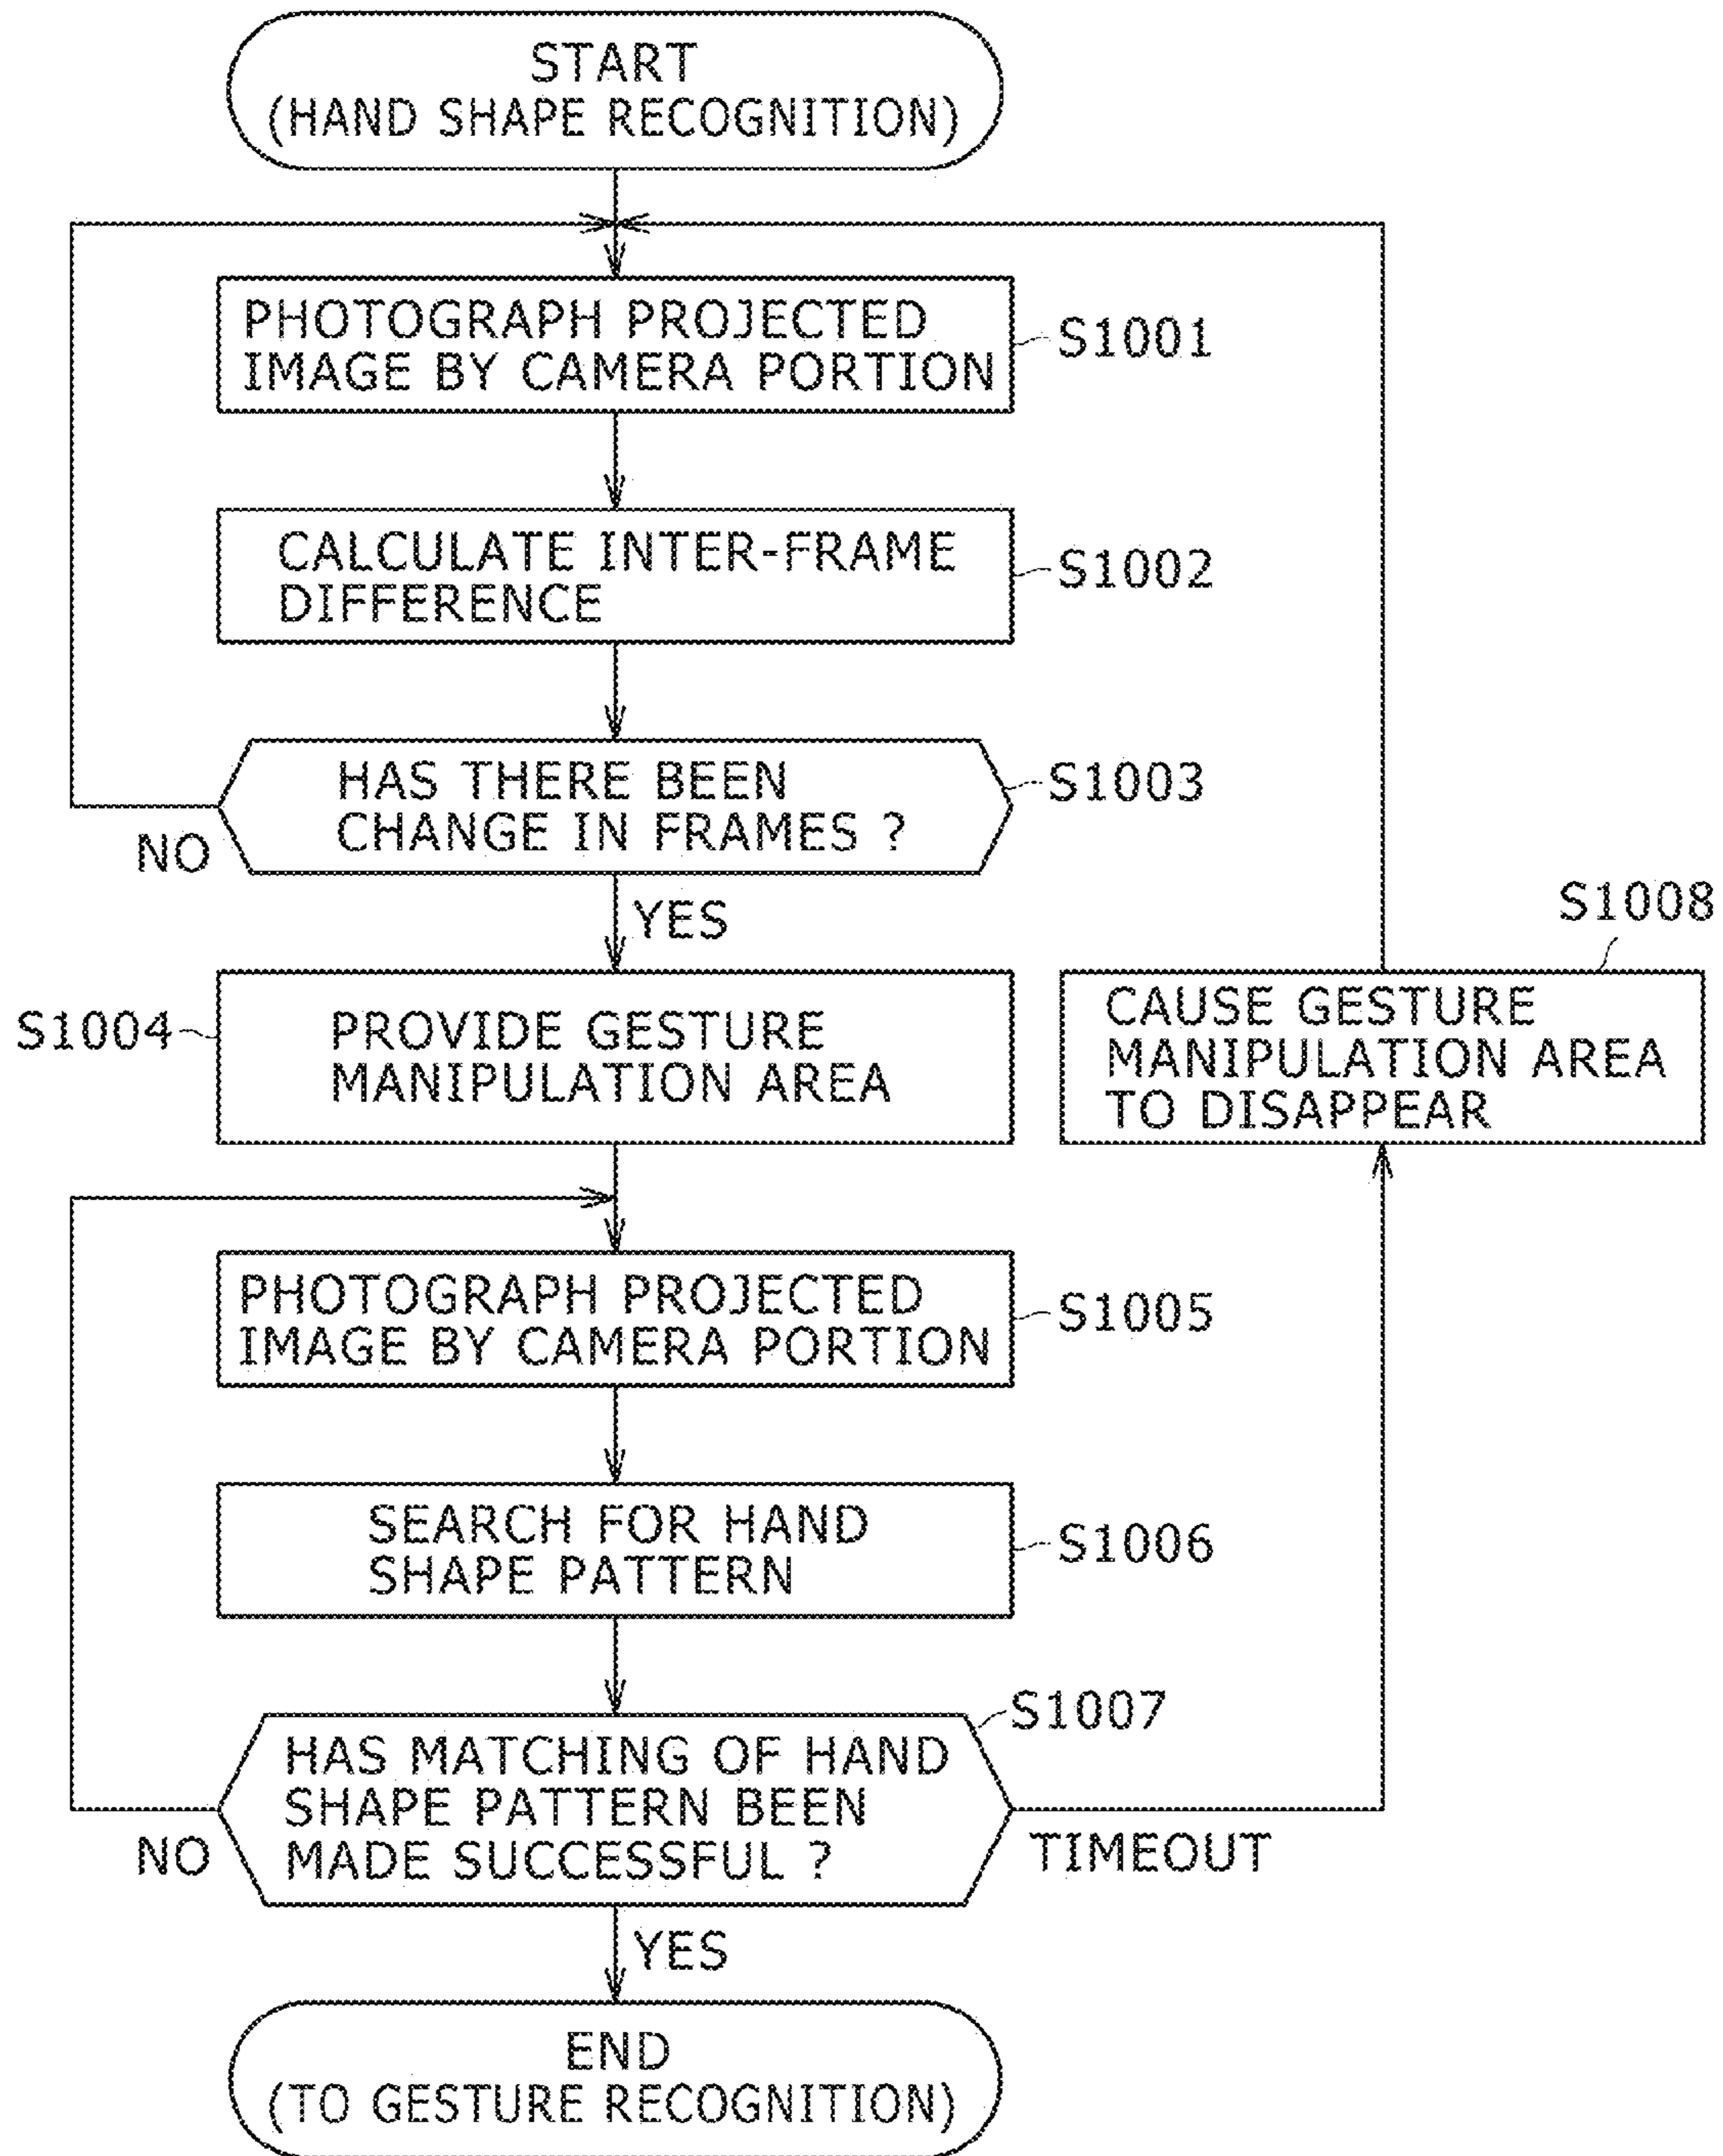 START
(HAND SHAPE RECOGNITION)
PHOTOGRAPH PROJECTED
IMAGE BY CAMERA PORTION
S1001
CALCULATE INTER-FRAME
DIFFERENCE
S1002
HAS THERE BEEN
CHANGE IN FRAMES ?
S1003
NO
YES
S1004
PROVIDE GESTURE
MANIPULATION AREA
S1008
CAUSE GESTURE
MANIPULATION AREA
TO DISAPPEAR
PHOTOGRAPH PROJECTED
IMAGE BY CAMERA PORTION
S1005
SEARCH FOR HAND
SHAPE PATTERN
S1006
HAS MATCHING OF HAND
SHAPE PATTERN BEEN
MADE SUCCESSFUL ?
S1007
NO
TIMEOUT
YES
END
(TO GESTURE RECOGNITION)